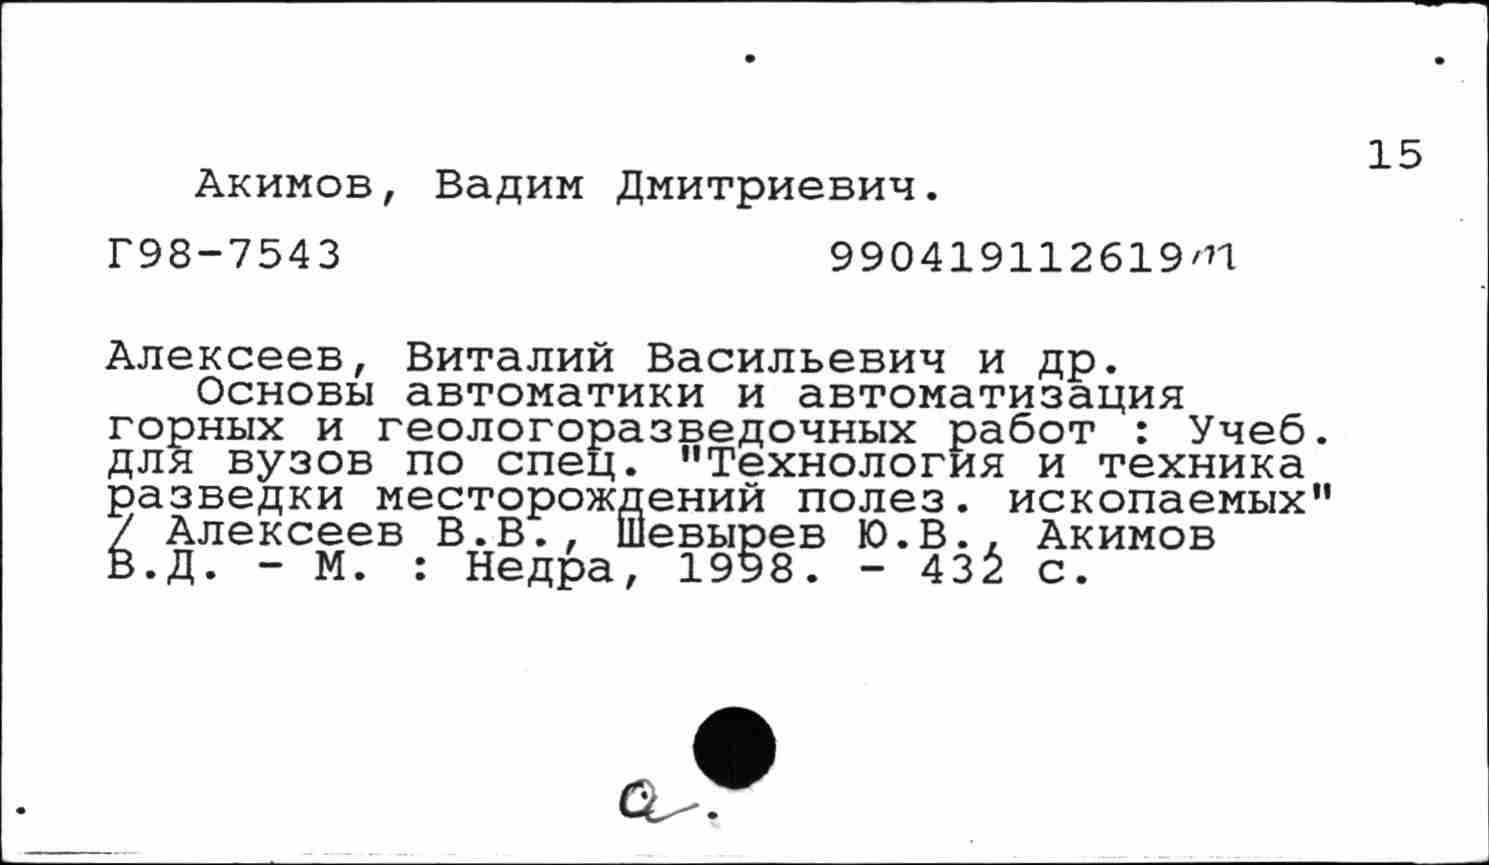 15
Акимов, Вадим Дмитриевич.
Г98-7543 990419112619т
Алексеев, Виталий Васильевич и др.
Основы автоматики и автоматизация
горных и геологоразведочных работ : Учеб.
для вузов по спец. "Технология и техника
разведки месторождений полез. ископаемых"
/ Алексеев В.В., Шевырев Ю.В., Акимов
В.Д. - М. : Недра, 1998. - 432 с.
а